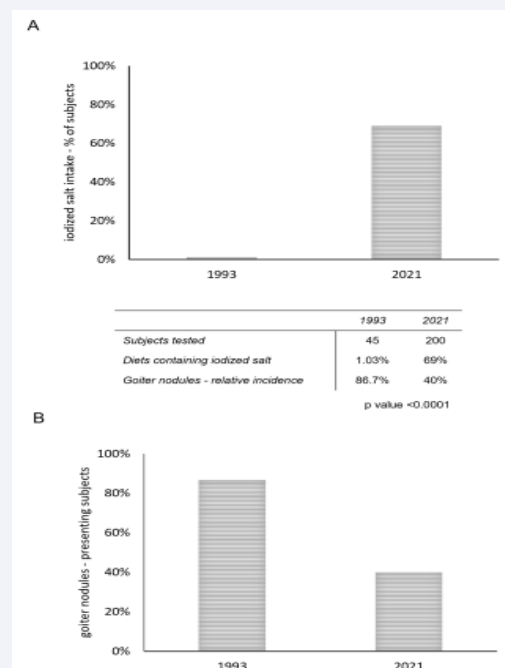 A
iodized salt intake - % of subjects
100%
80%
60%
40%
20%
0%
1993 2021
1993 2021
Subjects tested 45 200
Diets containing iodized salt 1.03% 69%
Goiter nodules - relative incidence 86.7% 40%
p value <0.0001
B
goiter nodules - presenting subjects
100%
80%
60%
40%
20%
0%
1993 2021